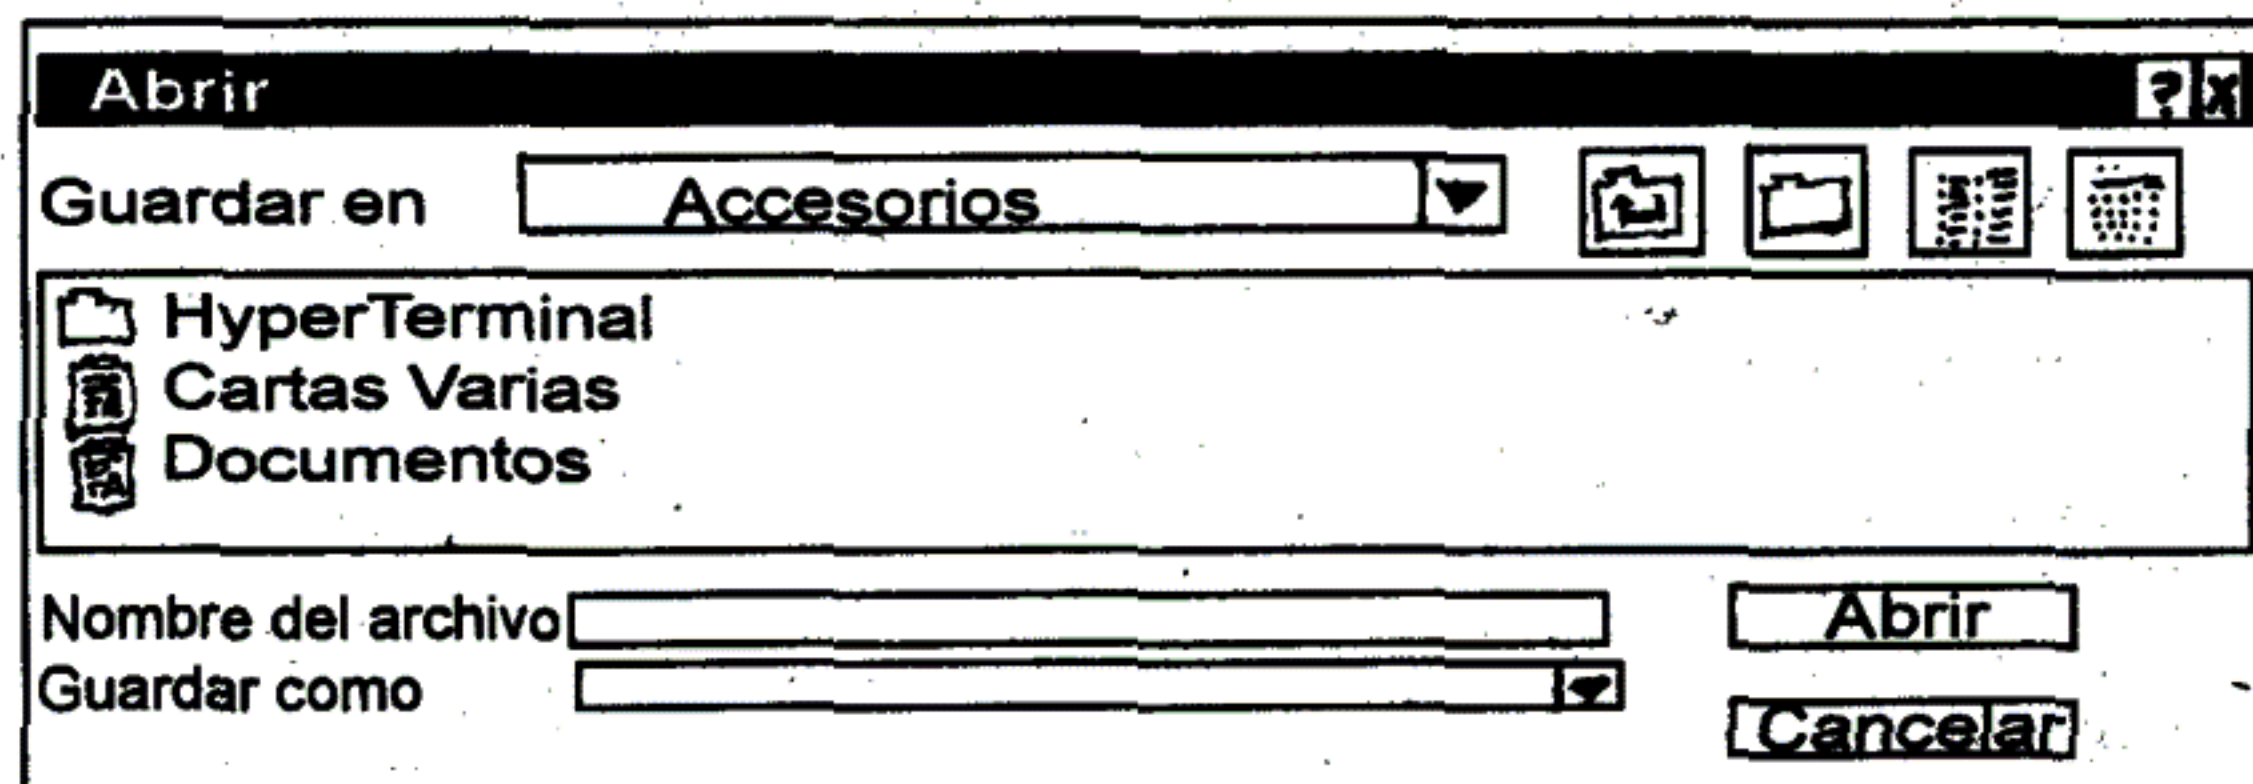 Abrir ? X
Guardar en Accesorios
HyperTerminal
Cartas Varias
Documentos
Nombre del archivo Abrir
Guardar como
Cancelar